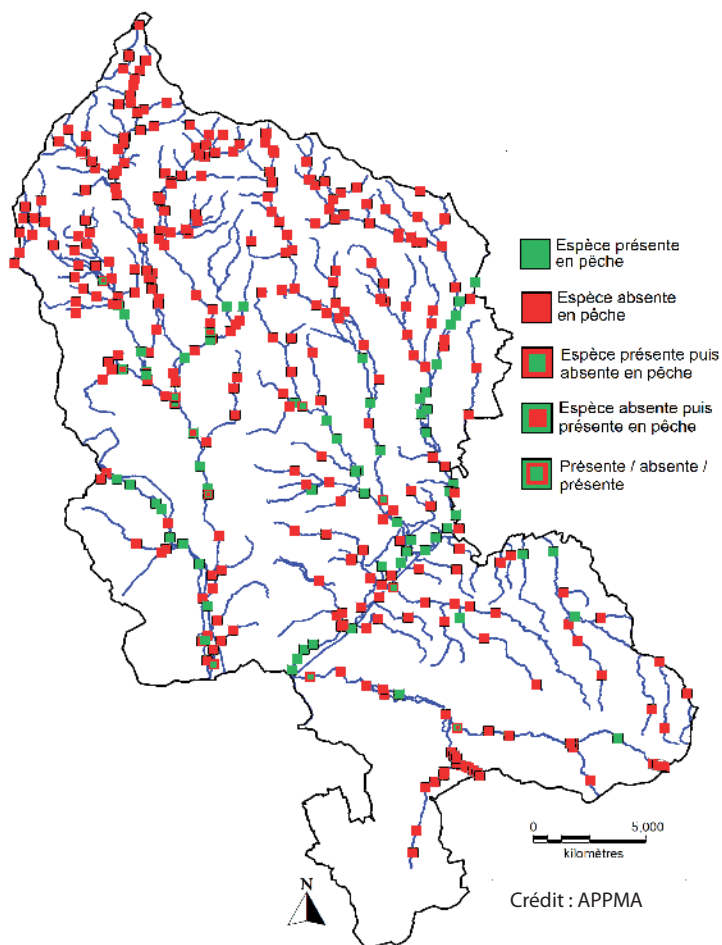 Espèce présente
en pêche
Espèce absente
en pêche
Espèce présente puis
absente en pêche
Espèce absente puis
présente en pêche
Présente / absente /
présente
0 5,000
kilomètres
N
Crédit : APPMA